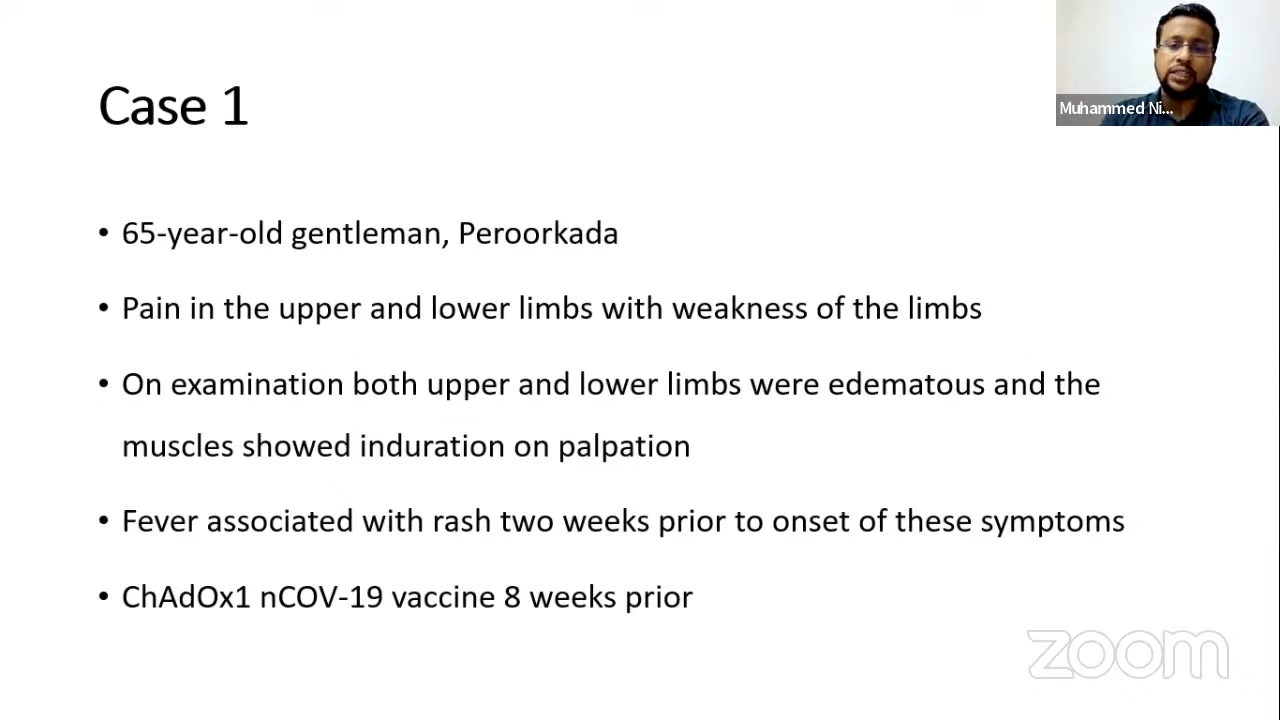 Muhammed Ni...
Case 1
• 65-year-old gentleman, Peroorkada
• Pain in the upper and lower limbs with weakness of the limbs
• On examination both upper and lower limbs were edematous and the
muscles showed induration on palpation
• Fever associated with rash two weeks prior to onset of these symptoms
• ChAdOx1 nCOV-19 vaccine 8 weeks prior
zoom